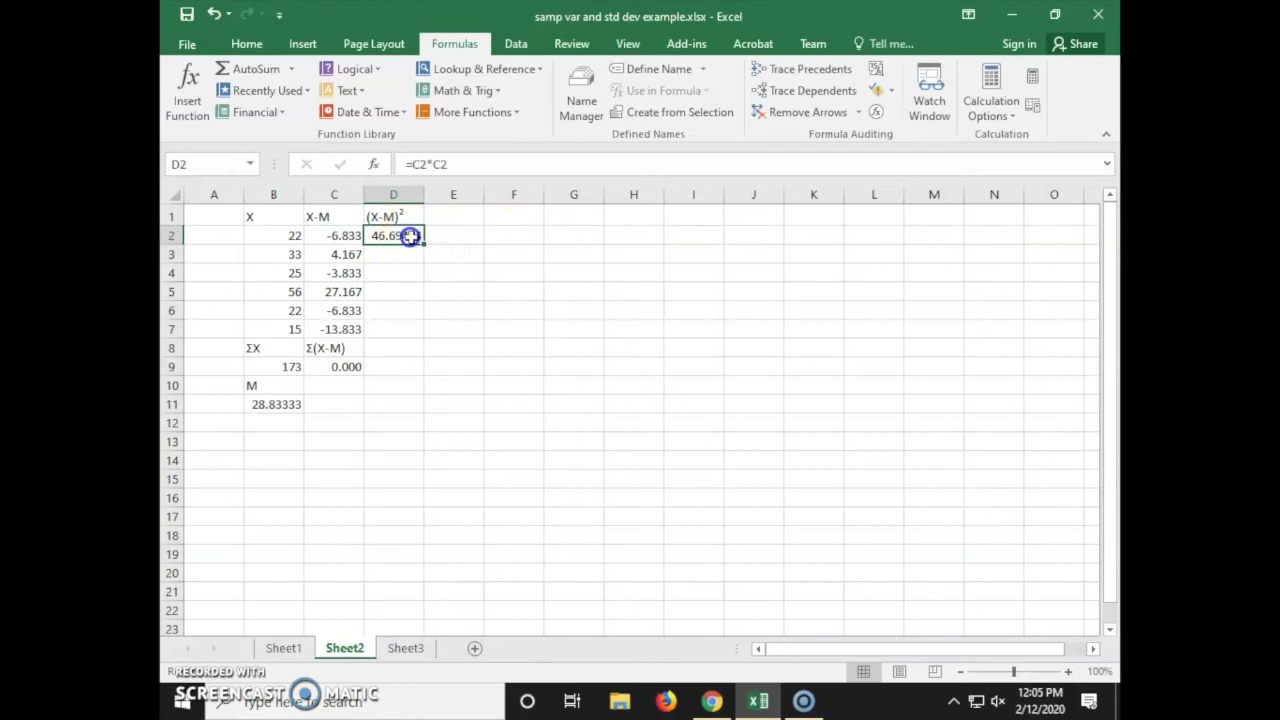 samp var and std dev example.xlsx - Excel
File Home Insert Page Layout Formulas Data Review View Add-ins Acrobat Team Tell me... Sign in Share
fx Insert Function
AutoSum
Recently Used
Financial
Logical
Text
Date & Time
Lookup & Reference
Math & Trig
More Functions
Function Library
Name Manager
Define Name
Use in Formula
Create from Selection
Defined Names
Trace Precedents
Trace Dependents
Remove Arrows
fx
Formula Auditing
Watch Window
Calculation Options
Calculation
D2 fx =C2*C2
A B C D E F G H I J K L M N O
1 X X-M (X-M)²
2 22 -6.833
3 33 4.167
4 25 -3.833
5 56 27.167
6 22 -6.833
7 15 -13.833
8 ΣX Σ(X-M)
9 173 0.000
10 M
11 28.83333
12
13
14
15
16
17
18
19
20
21
22
23
Sheet1 Sheet2 Sheet3
100%
RECORDED WITH
SCREENCAST MATIC
Type here to search
12:05 PM
2/12/2020